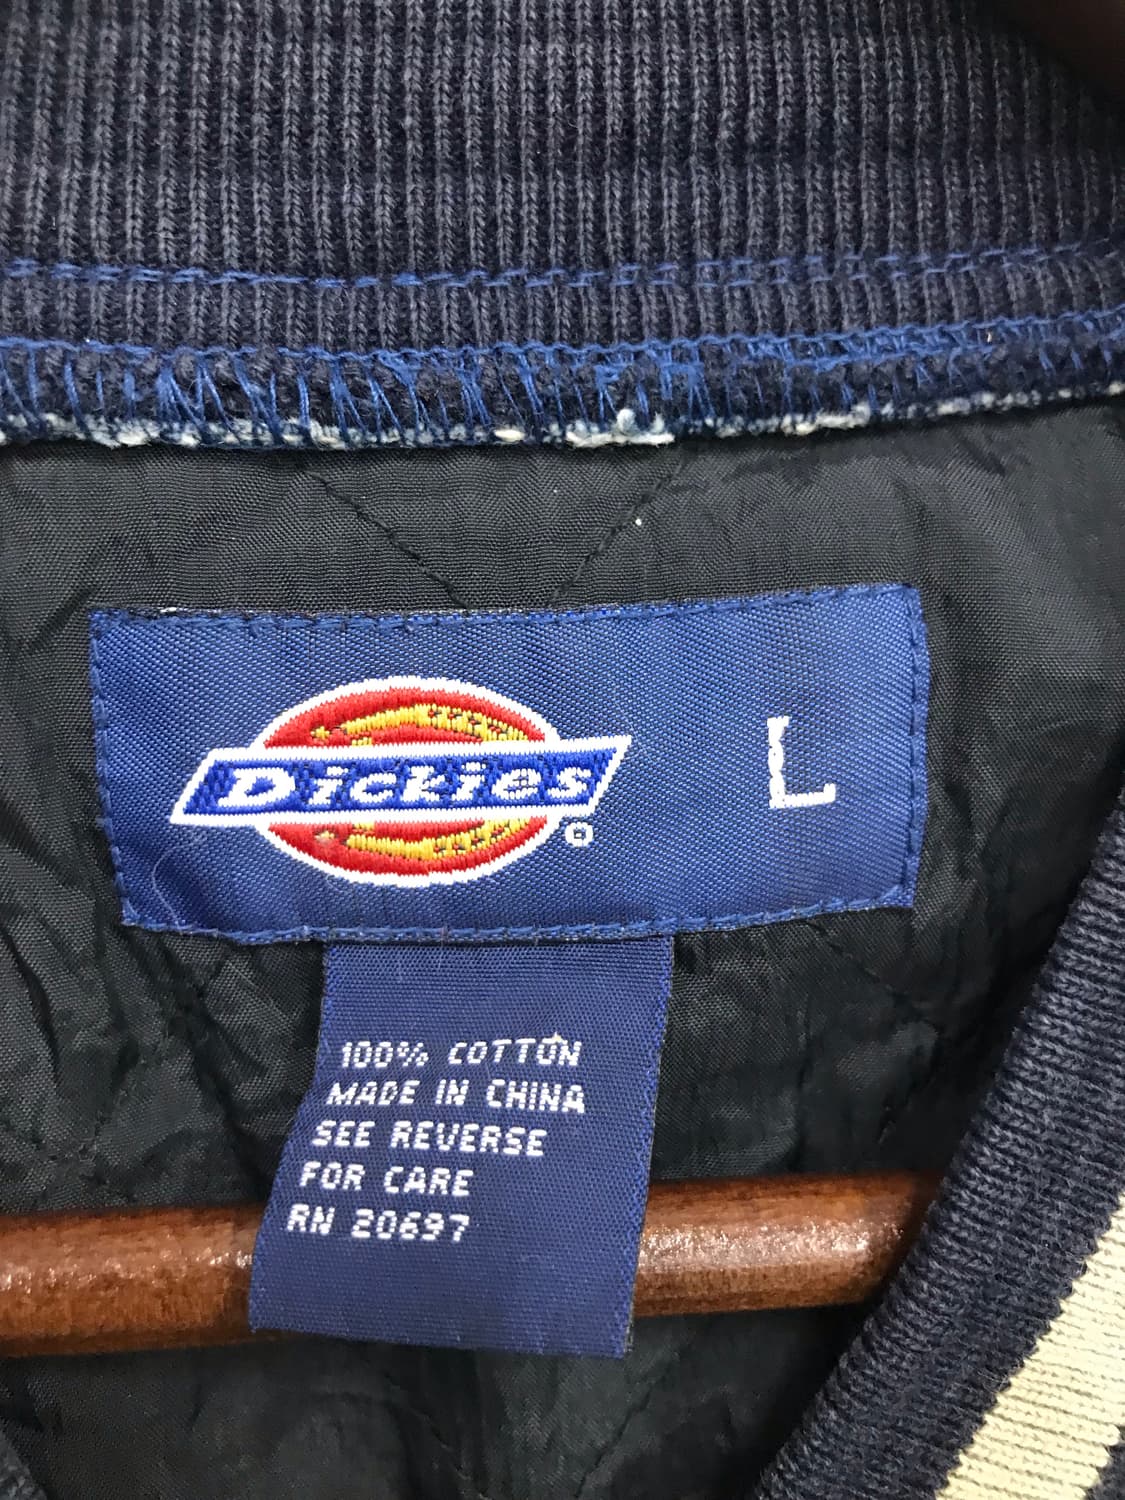 Dickies
®
L
100% COTTON
MADE IN CHINA
SEE REVERSE
FOR CARE
RN 20697